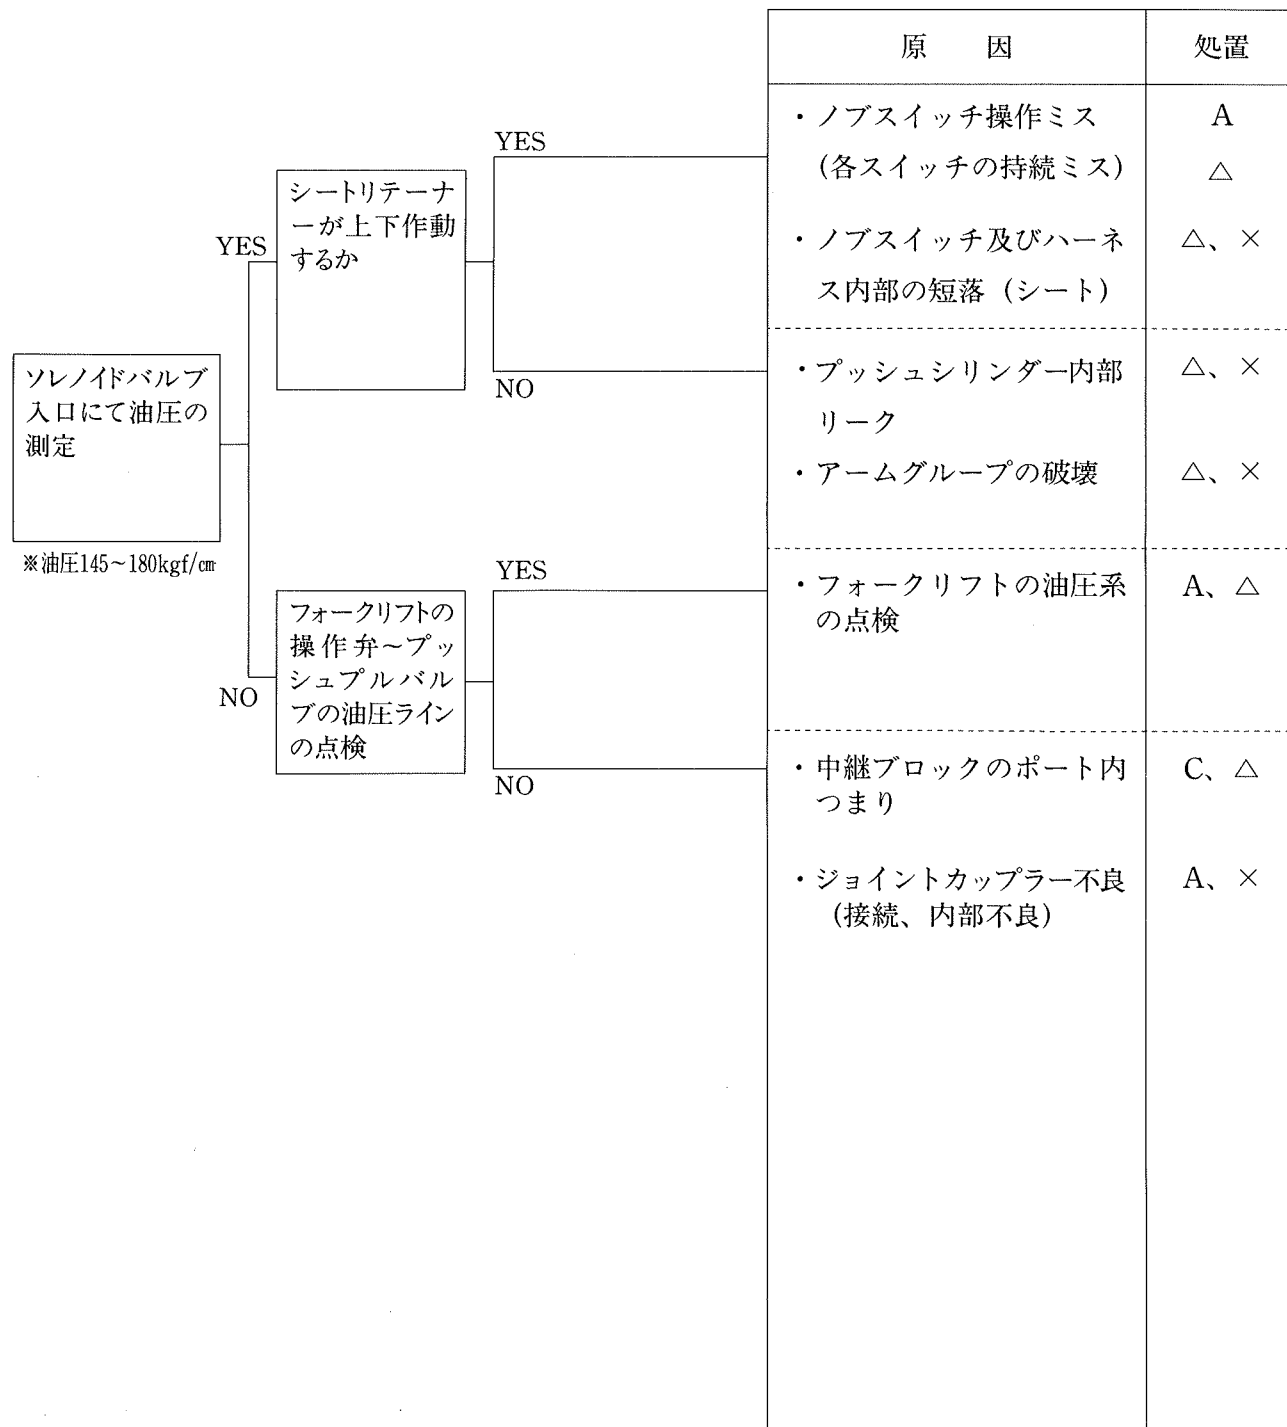 原　因
処置
・ノブスイッチ操作ミス
A
(各スイッチの持続ミス)
△
・ノブスイッチ及びハーネ
△、×
ス内部の短落 (シート)
YES
シートリテーナ
ーが上下作動
するか
YES
NO
・プッシュシリンダー内部
△、×
リーク
・アームグループの破壊
△、×
ソレノイドバルブ
入口にて油圧の
測定
※油圧145~180kgf/㎠
YES
・フォークリフトの油圧系
A、△
の点検
フォークリフトの
操作弁~プッ
シュプルバル
ブの油圧ライン
の点検
NO
NO
・中継ブロックのポート内
C、△
つまり
・ジョイントカップラー不良
A、×
(接続、内部不良)